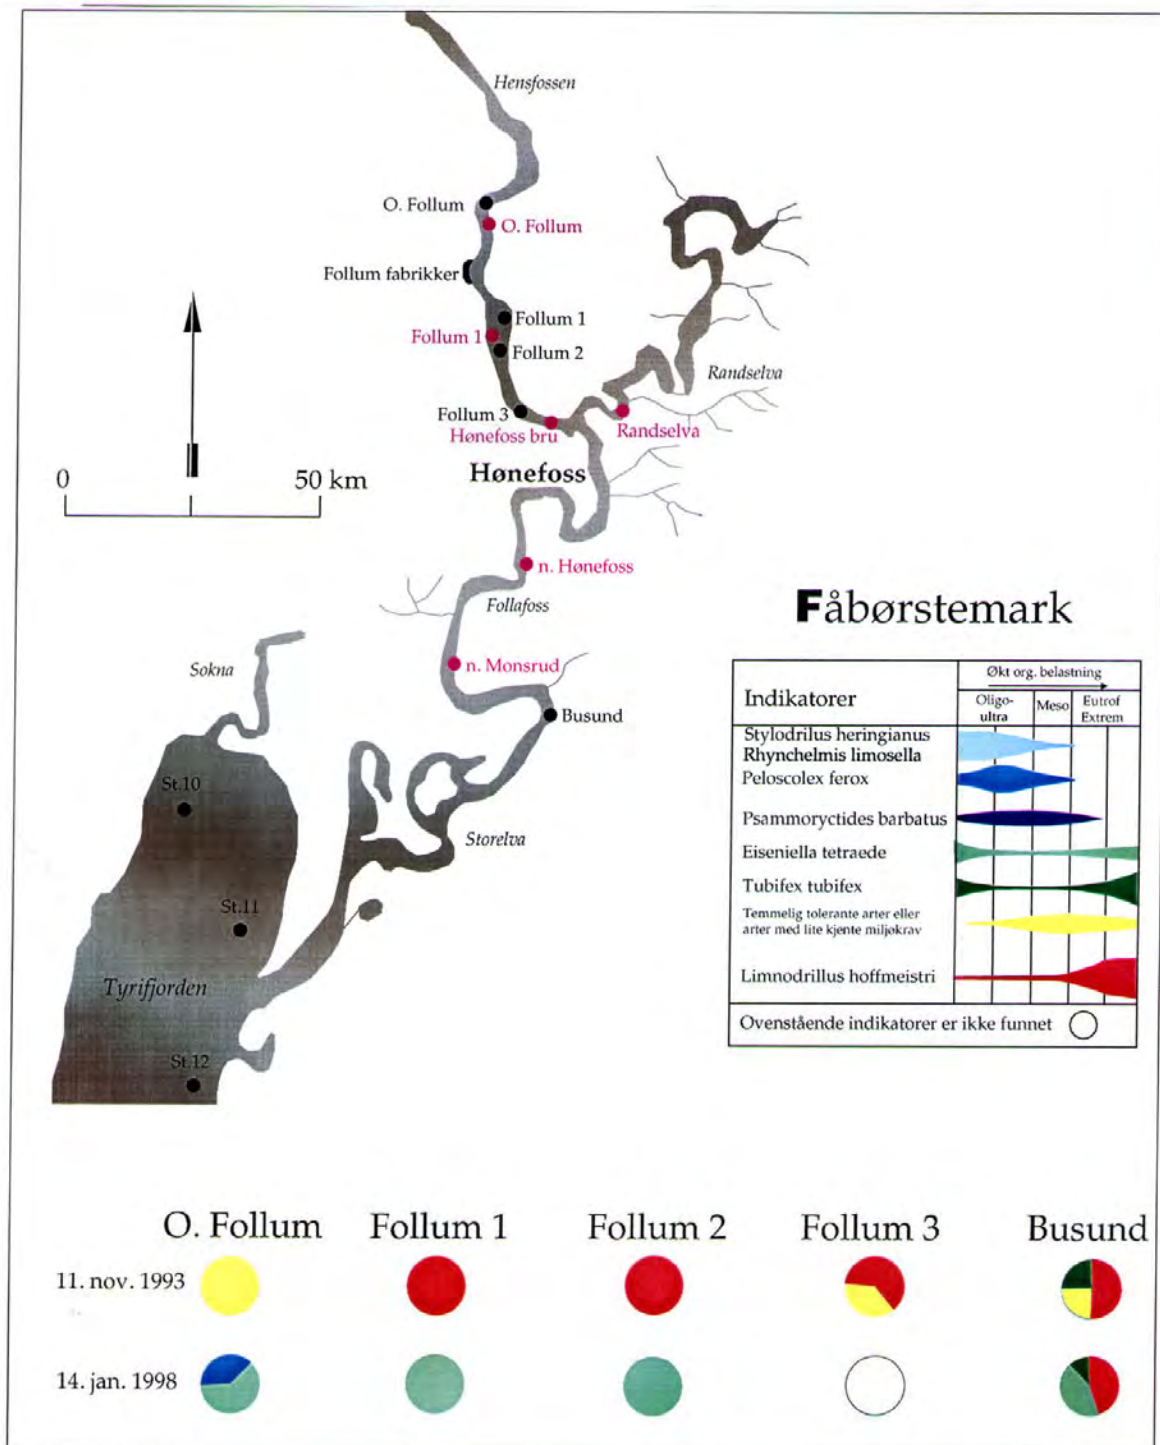 Hensfossen
O. Follum
O. Follum
Follum fabrikker
Follum 1
Follum 1
Follum 2
Randselva
Follum 3
Hønefoss bru
Randselva
0
50 km
Hønefoss
n. Hønefoss
Follafoss
Sokna
n. Monsrud
Busund
St.10
Storelva
St.11
Tyrifjorden
St.12
Fåbørstemark
Økt org. belastning
Indikatorer
Oligo-
ultra
Meso
Eutrof
Extrem
Stylodrilus heringianus
Rhynchelmis limosella
Peloscolex ferox
Psammoryctides barbatus
Eiseniella tetraede
Tubifex tubifex
Temmelig tolerante arter eller
arter med lite kjente miljøkrav
Limnodrillus hoffmeistri
Ovenstående indikatorer er ikke funnet
O. Follum Follum 1 Follum 2 Follum 3 Busund
11. nov. 1993
14. jan. 1998